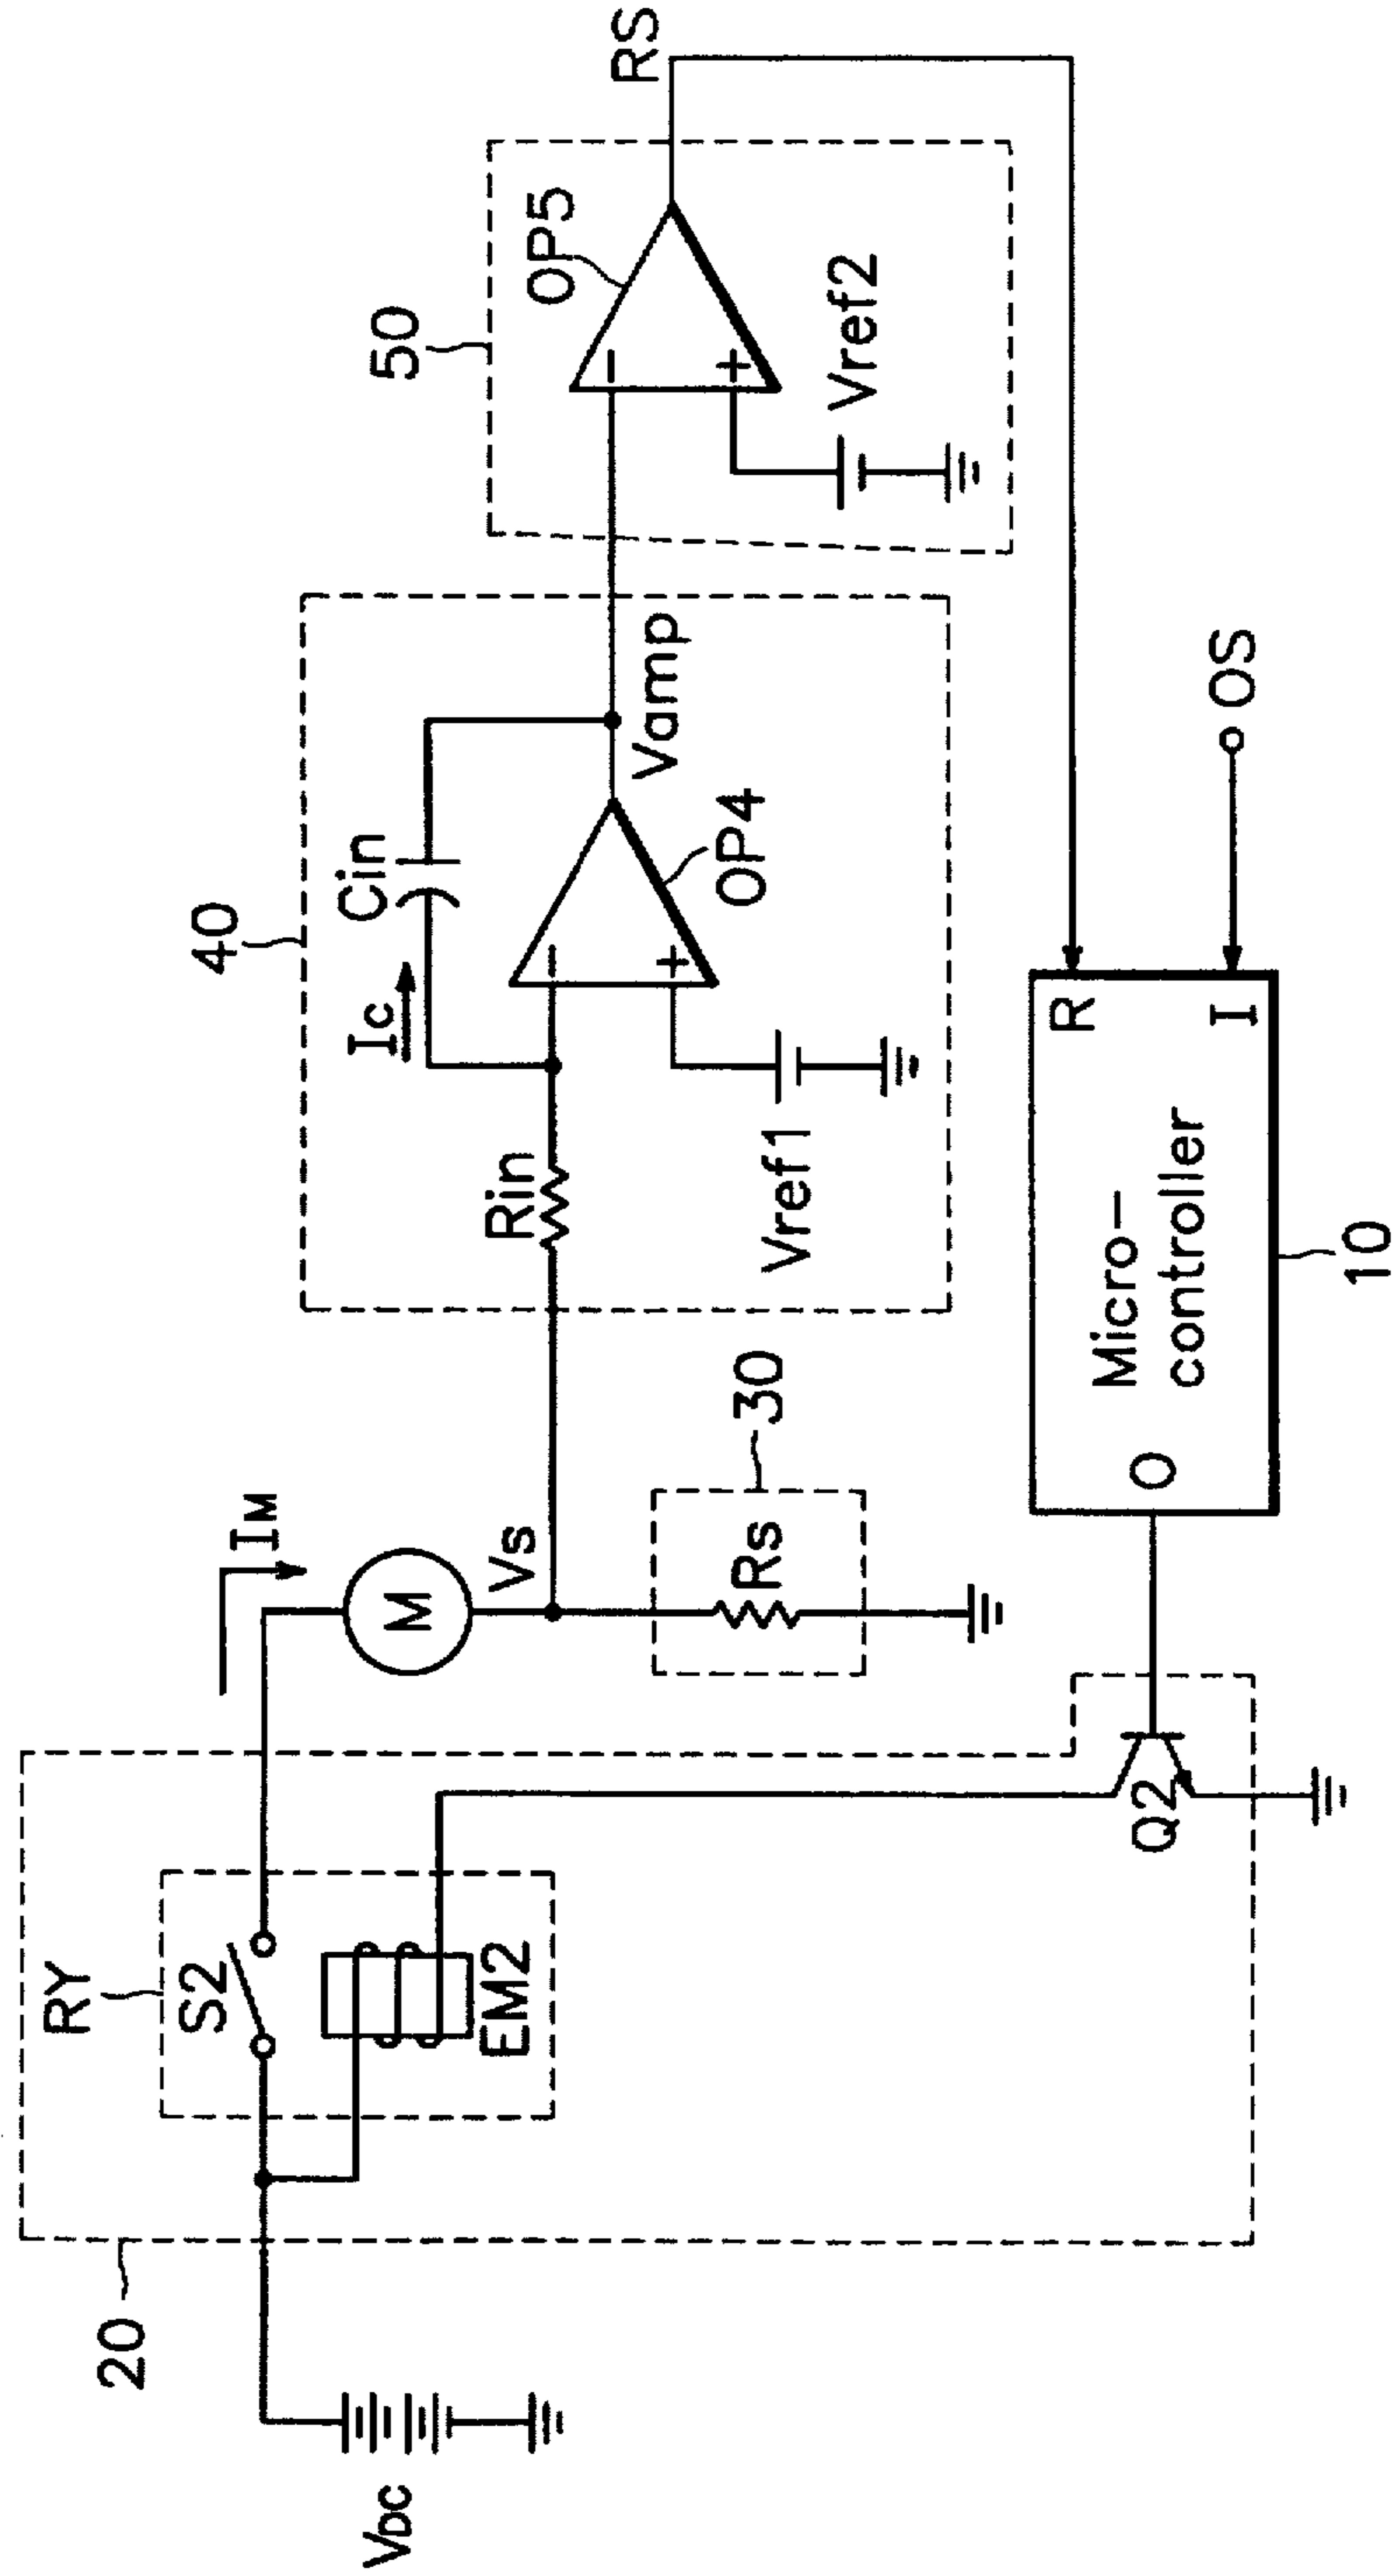 20
RY
S2
EM2
VDC
IM
M
Vs
30
Rs
Q2
40
Ic
Cin
Rin
−
+
OP4
Vamp
Vref1
50
OP5
−
+
Vref2
RS
R
I
OS
O
Micro-
controller
10